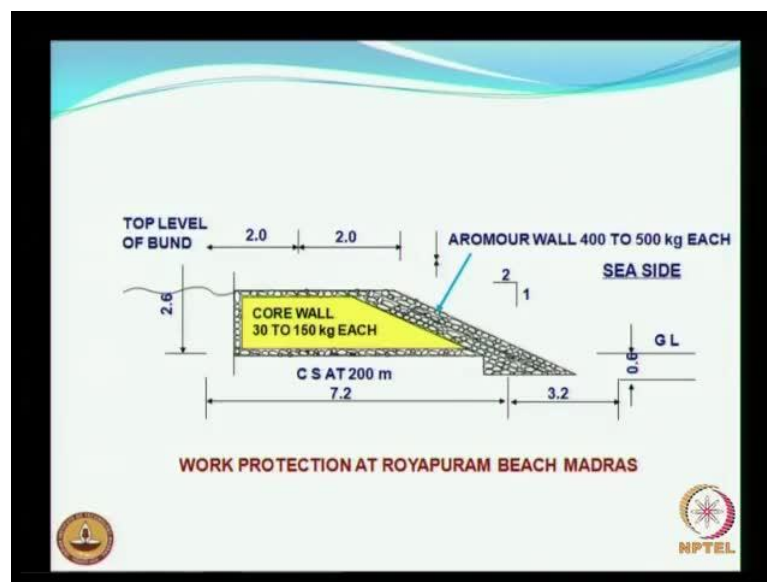 TOP LEVEL
OF BUND
2.0
2.0
AROMOUR WALL 400 TO 500 kg EACH
SEA SIDE
2
1
2.6
CORE WALL
30 TO 150 kg EACH
G L
0.6
C S AT 200 m
7.2
3.2
WORK PROTECTION AT ROYAPURAM BEACH MADRAS
NPTEL